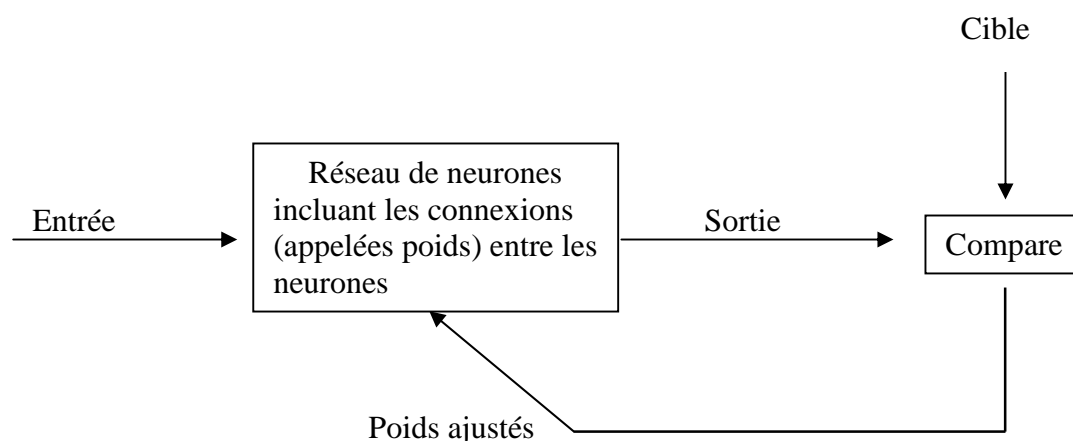 Cible
Réseau de neurones
incluant les connexions
(appelées poids) entre les
neurones
Entrée
Sortie
Compare
Poids ajustés